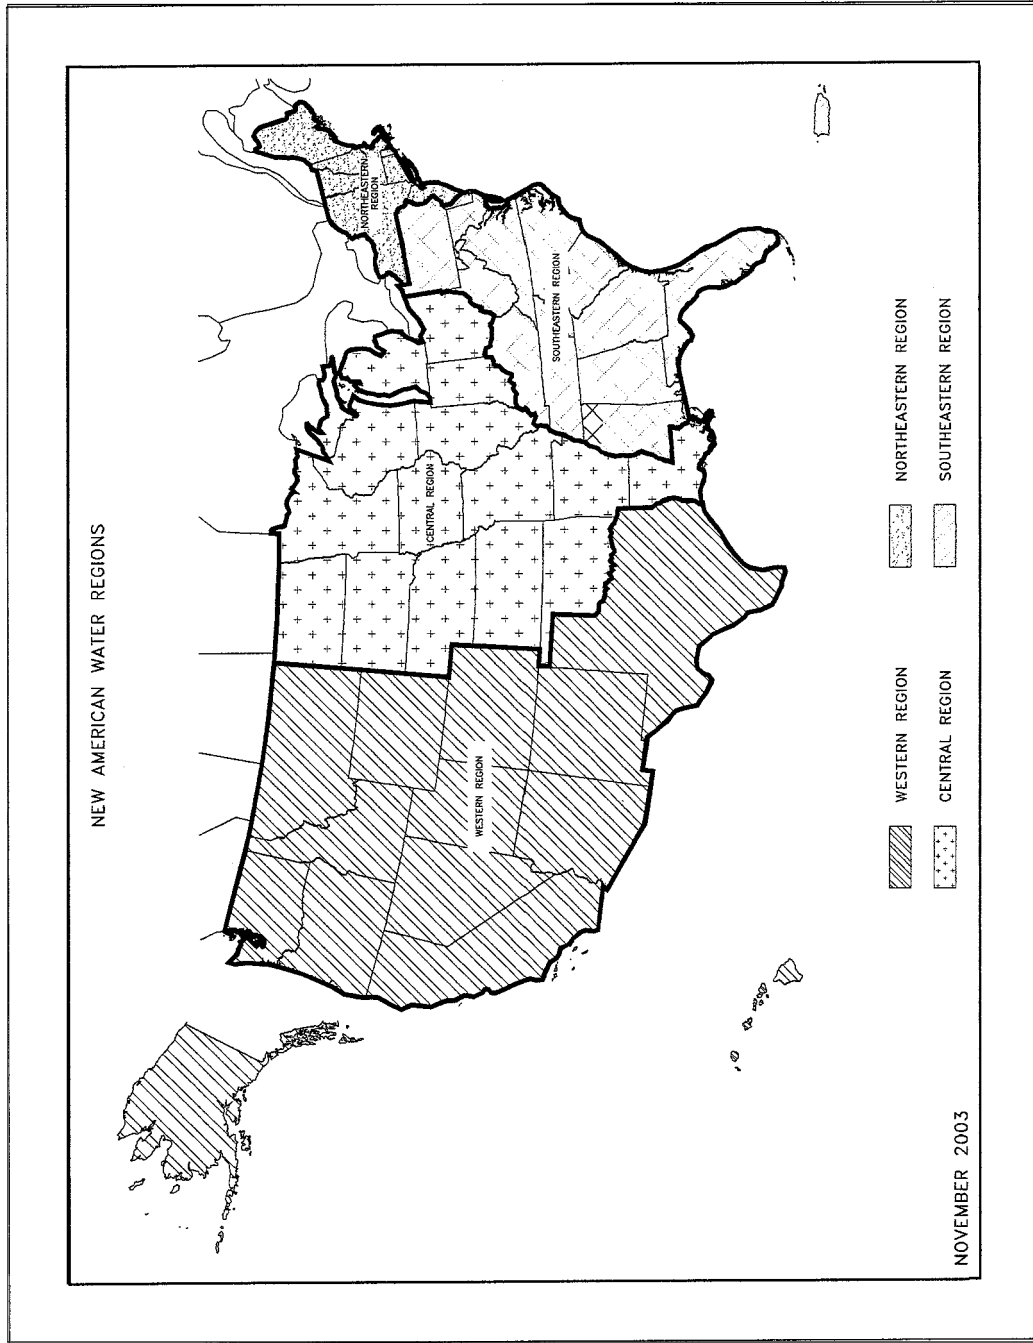 NEW AMERICAN WATER REGIONS
NORTHEASTERN
REGION
CENTRAL REGION
SOUTHEASTERN REGION
WESTERN REGION
WESTERN REGION
NORTHEASTERN REGION
CENTRAL REGION
SOUTHEASTERN REGION
NOVEMBER 2003